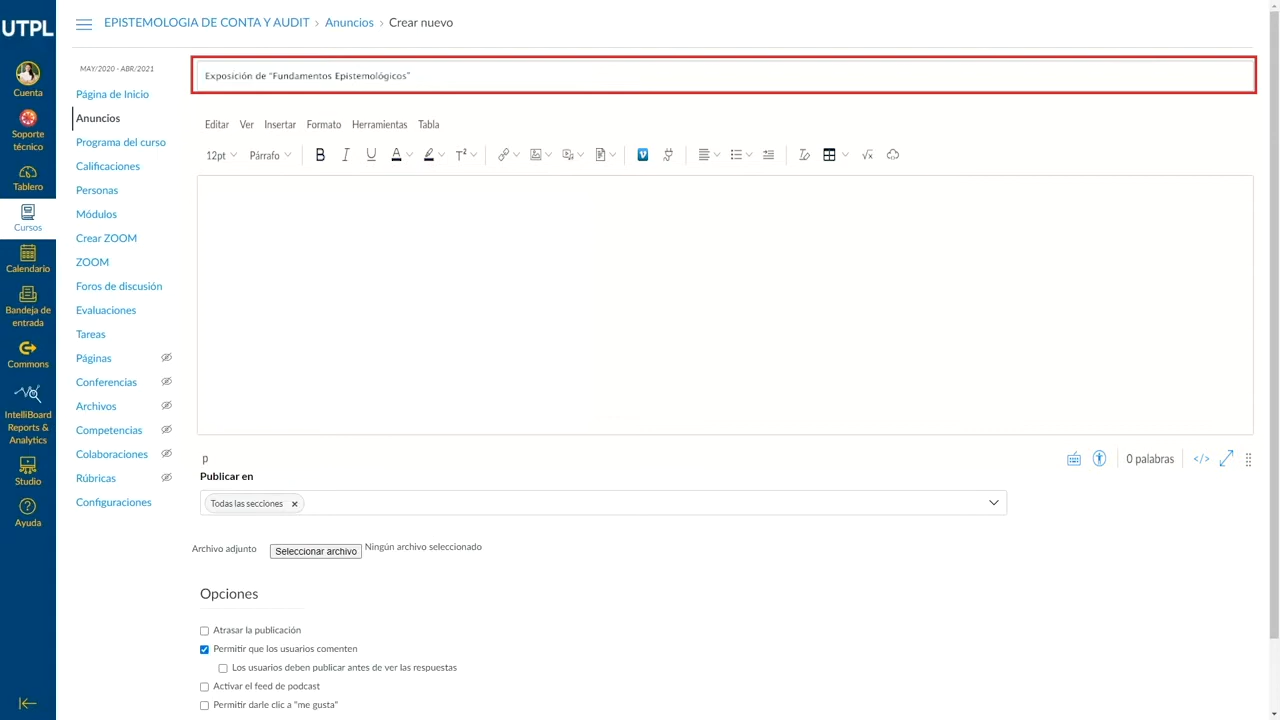 UTPL
Cuenta
Soporte
técnico
Tablero
Cursos
Calendario
Bandeja de
entrada
Commons
IntelliBoard
Reports &
Analytics
Studio
Ayuda
EPISTEMOLOGIA DE CONTA Y AUDIT › Anuncios › Crear nuevo
MAY/2020 - ABR/2021
Página de Inicio
Anuncios
Programa del curso
Calificaciones
Personas
Módulos
Crear ZOOM
ZOOM
Foros de discusión
Evaluaciones
Tareas
Páginas
Conferencias
Archivos
Competencias
Colaboraciones
Rúbricas
Configuraciones
Exposición de "Fundamentos Epistemológicos"
Editar Ver Insertar Formato Herramientas Tabla
12pt Párrafo B I U A T²
p
0 palabras </>
Publicar en
Todas las secciones ×
Archivo adjunto Seleccionar archivo Ningún archivo seleccionado
Opciones
Atrasar la publicación
Permitir que los usuarios comenten
Los usuarios deben publicar antes de ver las respuestas
Activar el feed de podcast
Permitir darle clic a "me gusta"